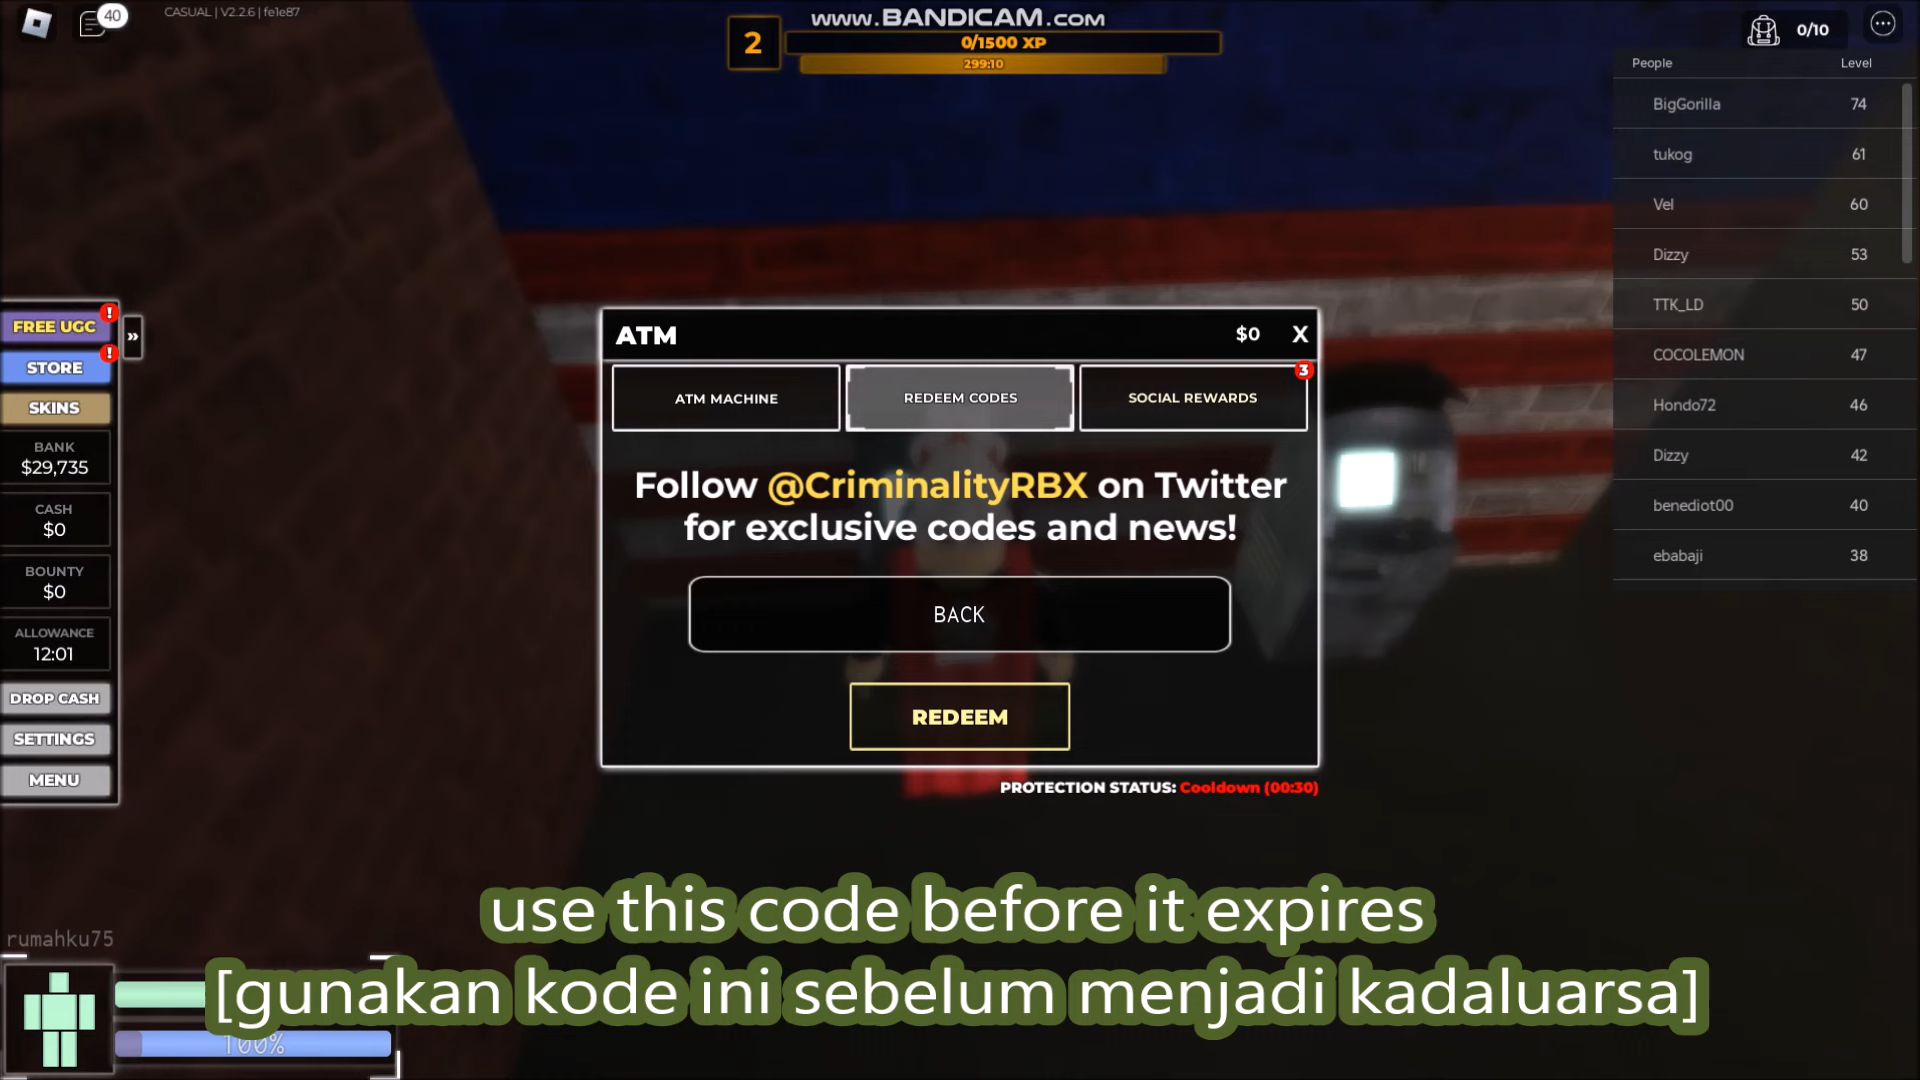 40
CASUAL | V2.2.6 | fe1e87
www.BANDICAM.com
2
0/1500 XP
299:10
0/10
People Level
BigGorilla 74
tukog 61
Vel 60
Dizzy 53
TTK_LD 50
COCOLEMON 47
Hondo72 46
Dizzy 42
benediot00 40
ebabaji 38
FREE UGC !
»
STORE !
SKINS
BANK
$29,735
CASH
$0
BOUNTY
$0
ALLOWANCE
12:01
DROP CASH
SETTINGS
MENU
ATM $0 X
ATM MACHINE REDEEM CODES SOCIAL REWARDS 3
Follow @CriminalityRBX on Twitter
for exclusive codes and news!
BACK
REDEEM
PROTECTION STATUS: Cooldown (00:30)
use this code before it expires
[gunakan kode ini sebelum menjadi kadaluarsa]
rumahku75
100%